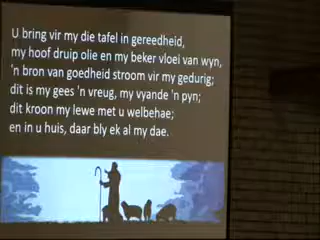 U bring vir my die tafel in gereedheid,
my hoof druip olie en my beker vloei van wyn,
'n bron van goedheid stroom vir my gedurig;
dit is my gees 'n vreug, my vyande 'n pyn;
dit kroon my lewe met u welbehae;
en in u huis, daar bly ek al my dae.